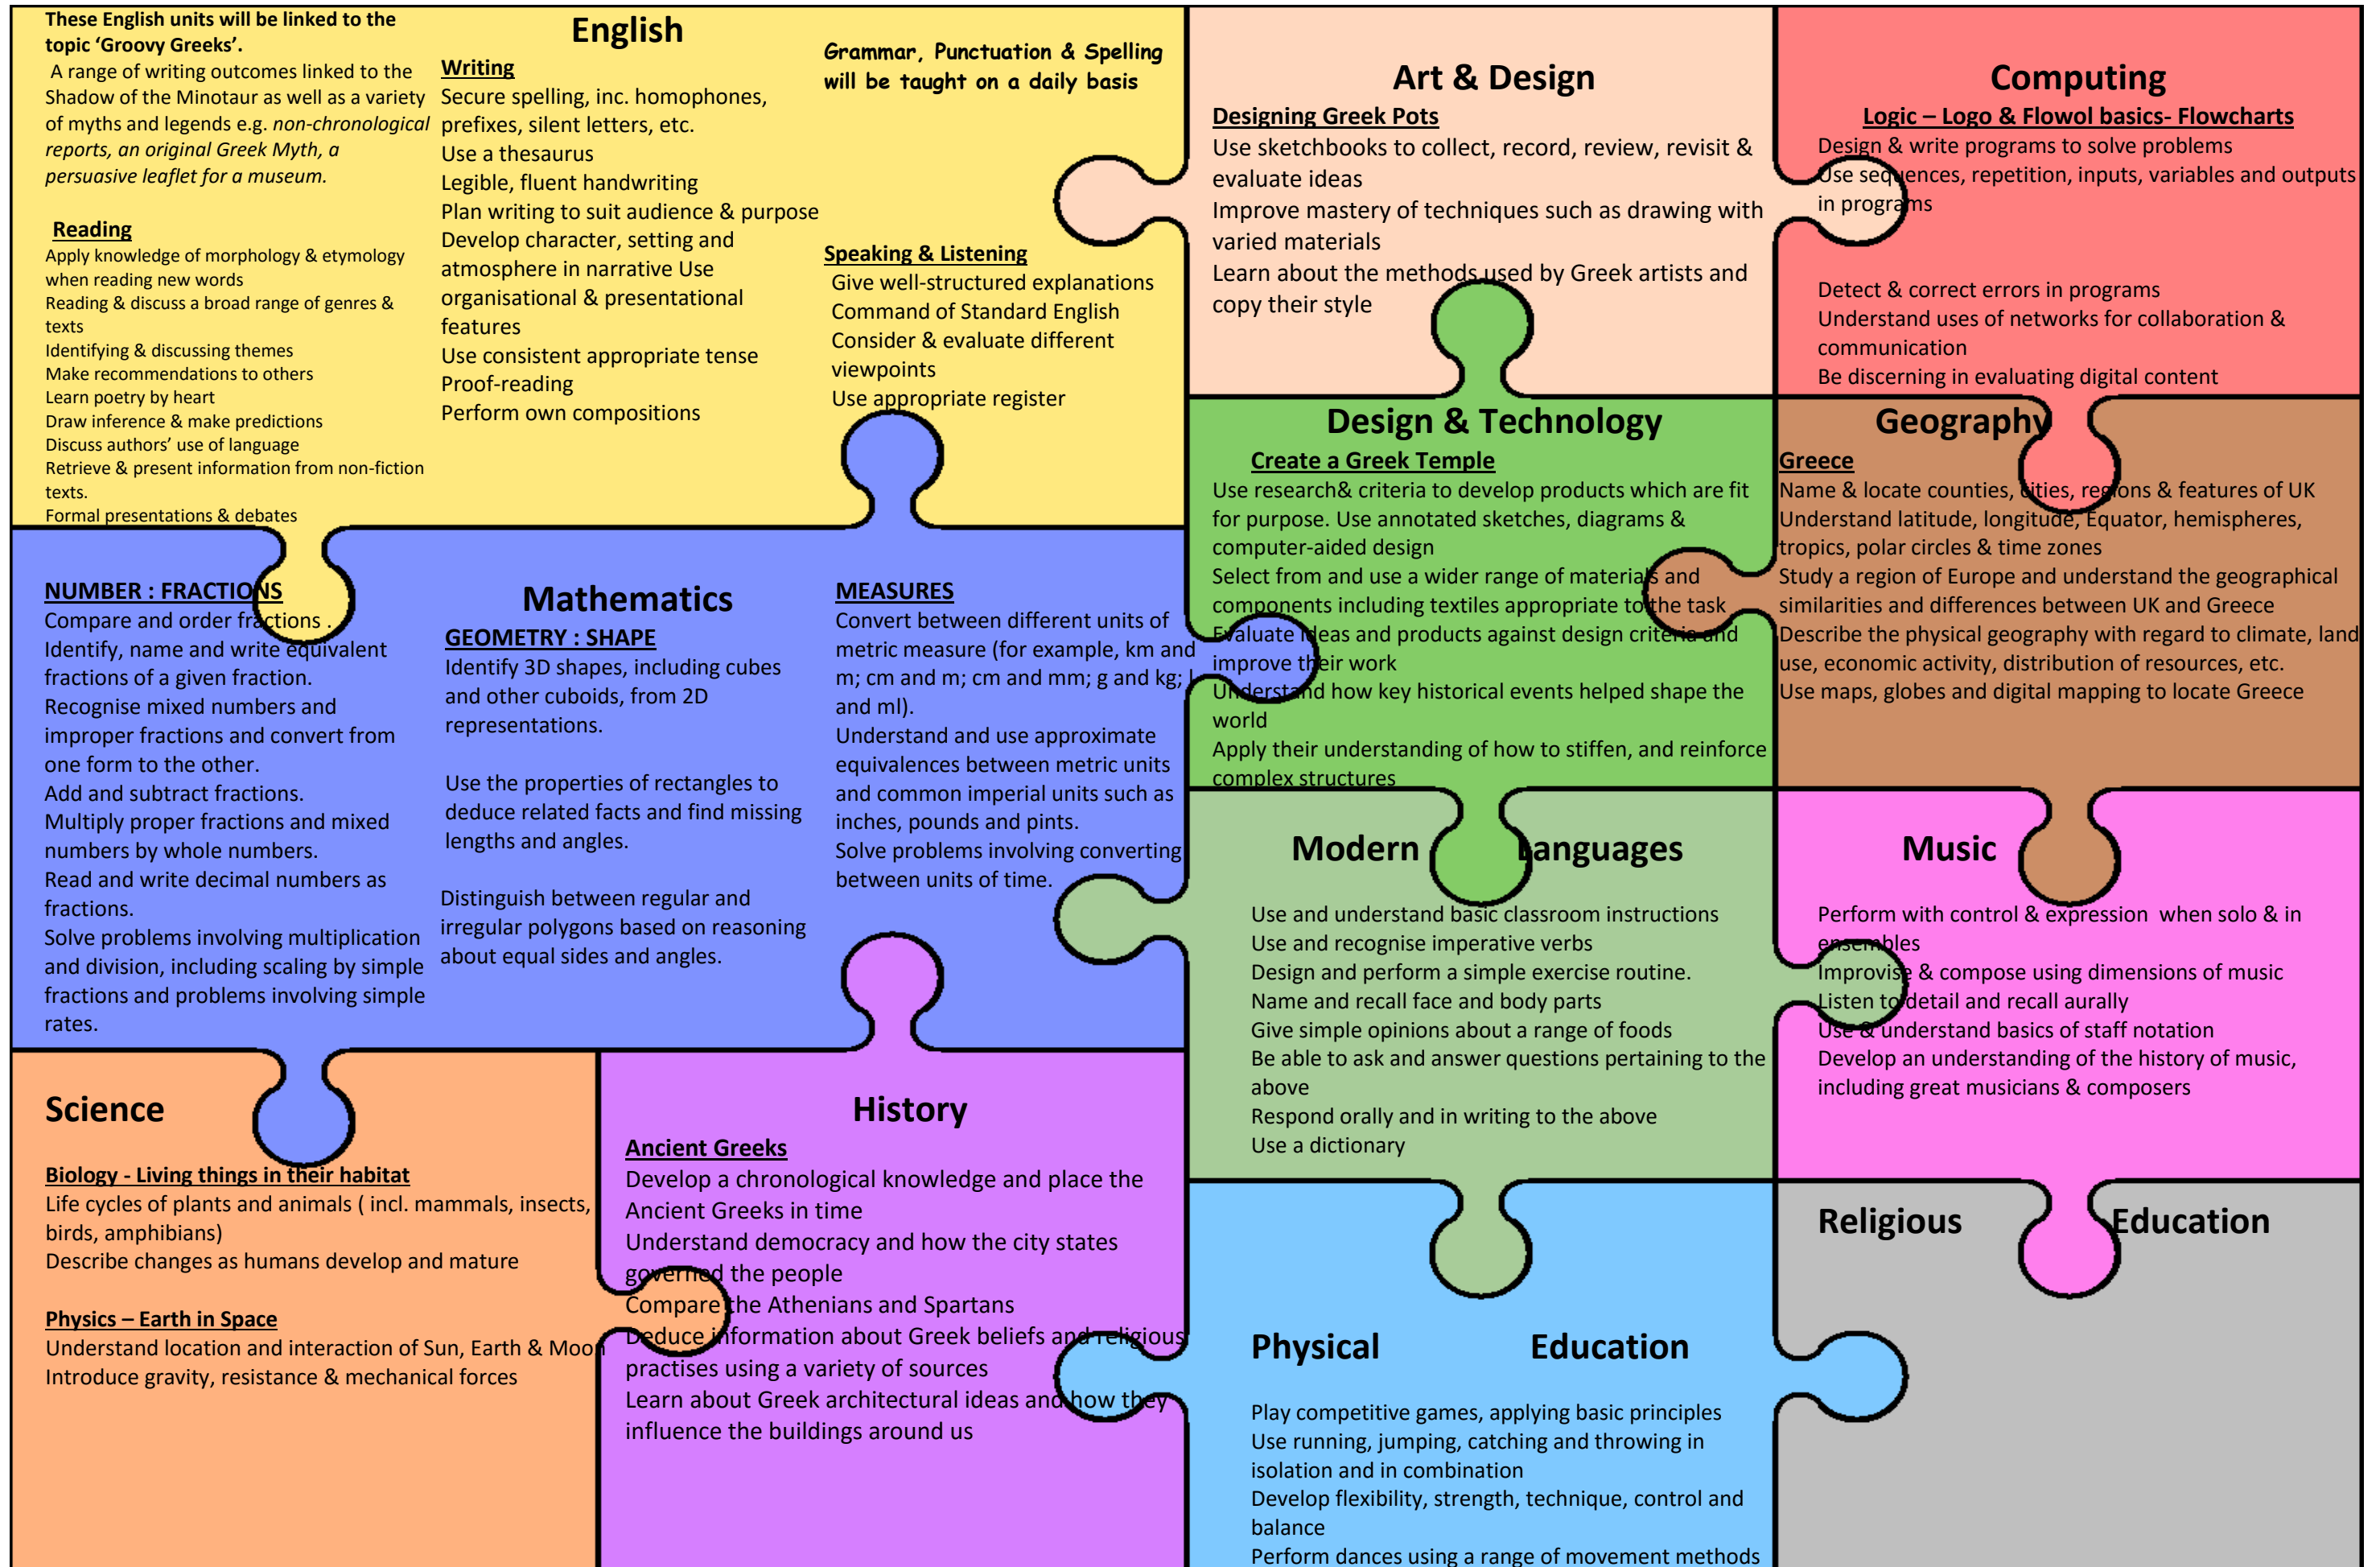 These English units will be linked to the
topic ‘Groovy Greeks’.
A range of writing outcomes linked to the
Shadow of the Minotaur as well as a variety
of myths and legends e.g. non-chronological
reports, an original Greek Myth, a
persuasive leaflet for a museum.
Reading
Apply knowledge of morphology & etymology
when reading new words
Reading & discuss a broad range of genres &
texts
Identifying & discussing themes
Make recommendations to others
Learn poetry by heart
Draw inference & make predictions
Discuss authors’ use of language
Retrieve & present information from non-fiction
texts.
Formal presentations & debates
English
Writing
Secure spelling, inc. homophones,
prefixes, silent letters, etc.
Use a thesaurus
Legible, fluent handwriting
Plan writing to suit audience & purpose
Develop character, setting and
atmosphere in narrative Use
organisational & presentational
features
Use consistent appropriate tense
Proof-reading
Perform own compositions
Grammar, Punctuation & Spelling
will be taught on a daily basis
Speaking & Listening
Give well-structured explanations
Command of Standard English
Consider & evaluate different
viewpoints
Use appropriate register
Art & Design
Designing Greek Pots
Use sketchbooks to collect, record, review, revisit &
evaluate ideas
Improve mastery of techniques such as drawing with
varied materials
Learn about the methods used by Greek artists and
copy their style
Computing
Logic – Logo & Flowol basics- Flowcharts
Design & write programs to solve problems
Use sequences, repetition, inputs, variables and outputs
in programs
Detect & correct errors in programs
Understand uses of networks for collaboration &
communication
Be discerning in evaluating digital content
Design & Technology
Create a Greek Temple
Use research& criteria to develop products which are fit
for purpose. Use annotated sketches, diagrams &
computer-aided design
Select from and use a wider range of materials and
components including textiles appropriate to the task
Evaluate ideas and products against design criteria and
improve their work
Understand how key historical events helped shape the
world
Apply their understanding of how to stiffen, and reinforce
complex structures
Geography
Greece
Name & locate counties, cities, regions & features of UK
Understand latitude, longitude, Equator, hemispheres,
tropics, polar circles & time zones
Study a region of Europe and understand the geographical
similarities and differences between UK and Greece
Describe the physical geography with regard to climate, land
use, economic activity, distribution of resources, etc.
Use maps, globes and digital mapping to locate Greece
NUMBER : FRACTIONS
Compare and order fractions .
Identify, name and write equivalent
fractions of a given fraction.
Recognise mixed numbers and
improper fractions and convert from
one form to the other.
Add and subtract fractions.
Multiply proper fractions and mixed
numbers by whole numbers.
Read and write decimal numbers as
fractions.
Solve problems involving multiplication
and division, including scaling by simple
fractions and problems involving simple
rates.
Mathematics
GEOMETRY : SHAPE
Identify 3D shapes, including cubes
and other cuboids, from 2D
representations.
Use the properties of rectangles to
deduce related facts and find missing
lengths and angles.
Distinguish between regular and
irregular polygons based on reasoning
about equal sides and angles.
MEASURES
Convert between different units of
metric measure (for example, km and
m; cm and m; cm and mm; g and kg; l
and ml).
Understand and use approximate
equivalences between metric units
and common imperial units such as
inches, pounds and pints.
Solve problems involving converting
between units of time.
Modern Languages
Use and understand basic classroom instructions
Use and recognise imperative verbs
Design and perform a simple exercise routine.
Name and recall face and body parts
Give simple opinions about a range of foods
Be able to ask and answer questions pertaining to the
above
Respond orally and in writing to the above
Use a dictionary
Music
Perform with control & expression when solo & in
ensembles
Improvise & compose using dimensions of music
Listen to detail and recall aurally
Use & understand basics of staff notation
Develop an understanding of the history of music,
including great musicians & composers
Science
Biology - Living things in their habitat
Life cycles of plants and animals ( incl. mammals, insects,
birds, amphibians)
Describe changes as humans develop and mature
Physics – Earth in Space
Understand location and interaction of Sun, Earth & Moon
Introduce gravity, resistance & mechanical forces
History
Ancient Greeks
Develop a chronological knowledge and place the
Ancient Greeks in time
Understand democracy and how the city states
governed the people
Compare the Athenians and Spartans
Deduce information about Greek beliefs and religious
practises using a variety of sources
Learn about Greek architectural ideas and how they
influence the buildings around us
Physical Education
Play competitive games, applying basic principles
Use running, jumping, catching and throwing in
isolation and in combination
Develop flexibility, strength, technique, control and
balance
Perform dances using a range of movement methods
Religious Education